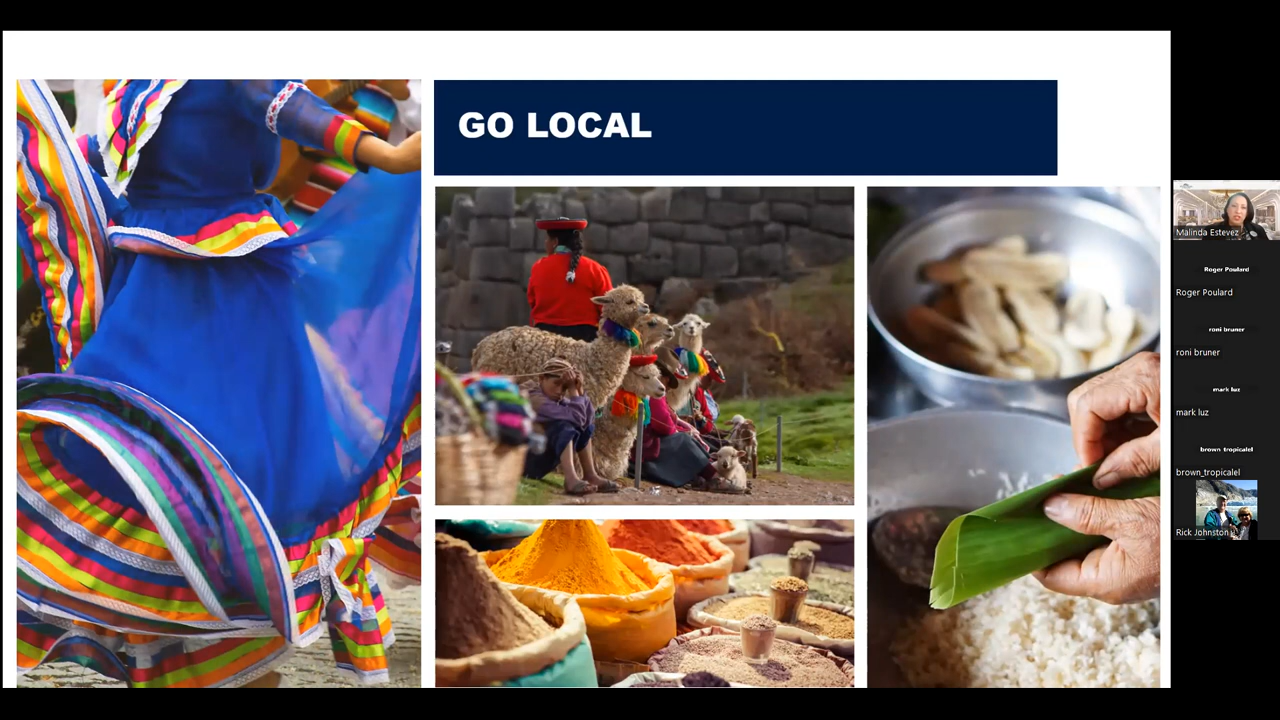 GO LOCAL
Malinda Estevez
Roger Poulard
Roger Poulard
roni bruner
roni bruner
mark luz
mark luz
brown_tropicalel
brown_tropicalel
Rick Johnston